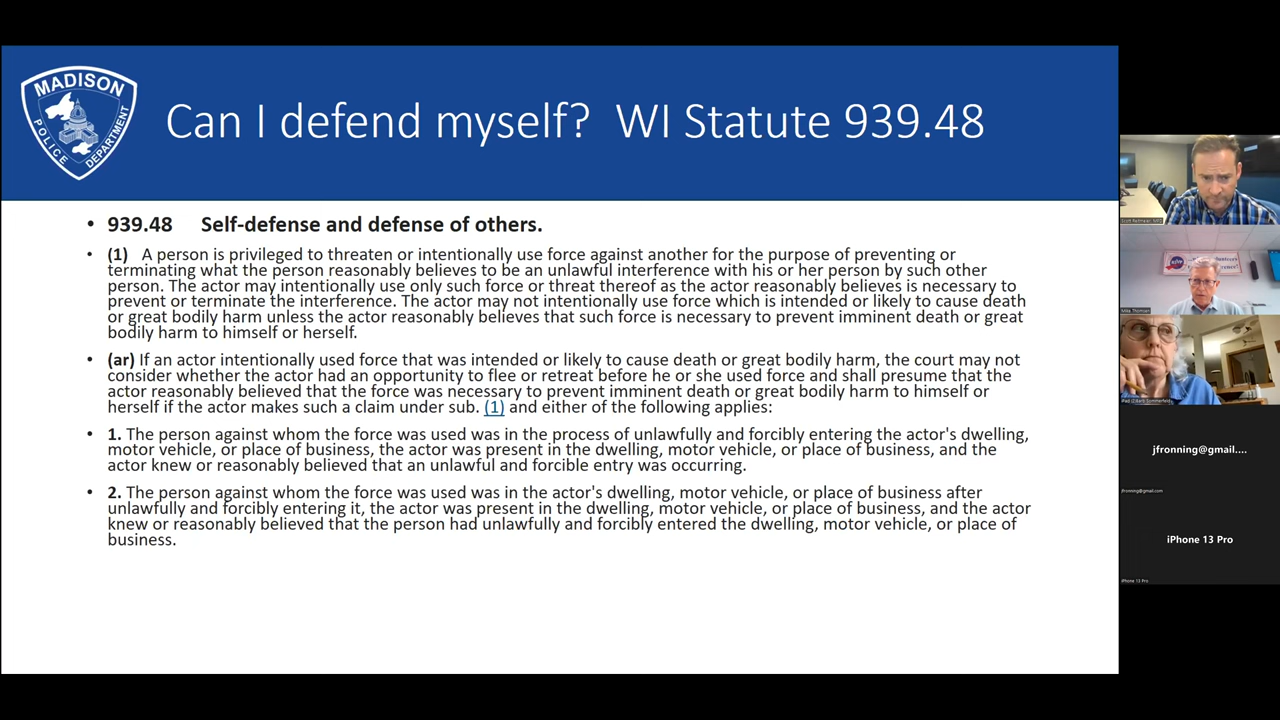 MADISON
POLICE DEPARTMENT
Can I defend myself? WI Statute 939.48
• 939.48 Self-defense and defense of others.
• (1) A person is privileged to threaten or intentionally use force against another for the purpose of preventing or
terminating what the person reasonably believes to be an unlawful interference with his or her person by such other
person. The actor may intentionally use only such force or threat thereof as the actor reasonably believes is necessary to
prevent or terminate the interference. The actor may not intentionally use force which is intended or likely to cause death
or great bodily harm unless the actor reasonably believes that such force is necessary to prevent imminent death or great
bodily harm to himself or herself.
• (ar) If an actor intentionally used force that was intended or likely to cause death or great bodily harm, the court may not
consider whether the actor had an opportunity to flee or retreat before he or she used force and shall presume that the
actor reasonably believed that the force was necessary to prevent imminent death or great bodily harm to himself or
herself if the actor makes such a claim under sub. (1) and either of the following applies:
• 1. The person against whom the force was used was in the process of unlawfully and forcibly entering the actor's dwelling,
motor vehicle, or place of business, the actor was present in the dwelling, motor vehicle, or place of business, and the
actor knew or reasonably believed that an unlawful and forcible entry was occurring.
• 2. The person against whom the force was used was in the actor's dwelling, motor vehicle, or place of business after
unlawfully and forcibly entering it, the actor was present in the dwelling, motor vehicle, or place of business, and the actor
knew or reasonably believed that the person had unlawfully and forcibly entered the dwelling, motor vehicle, or place of
business.
Mike Thomsen
jfronning@gmail....
jfronning@gmail.com
iPhone 13 Pro
iPhone 13 Pro